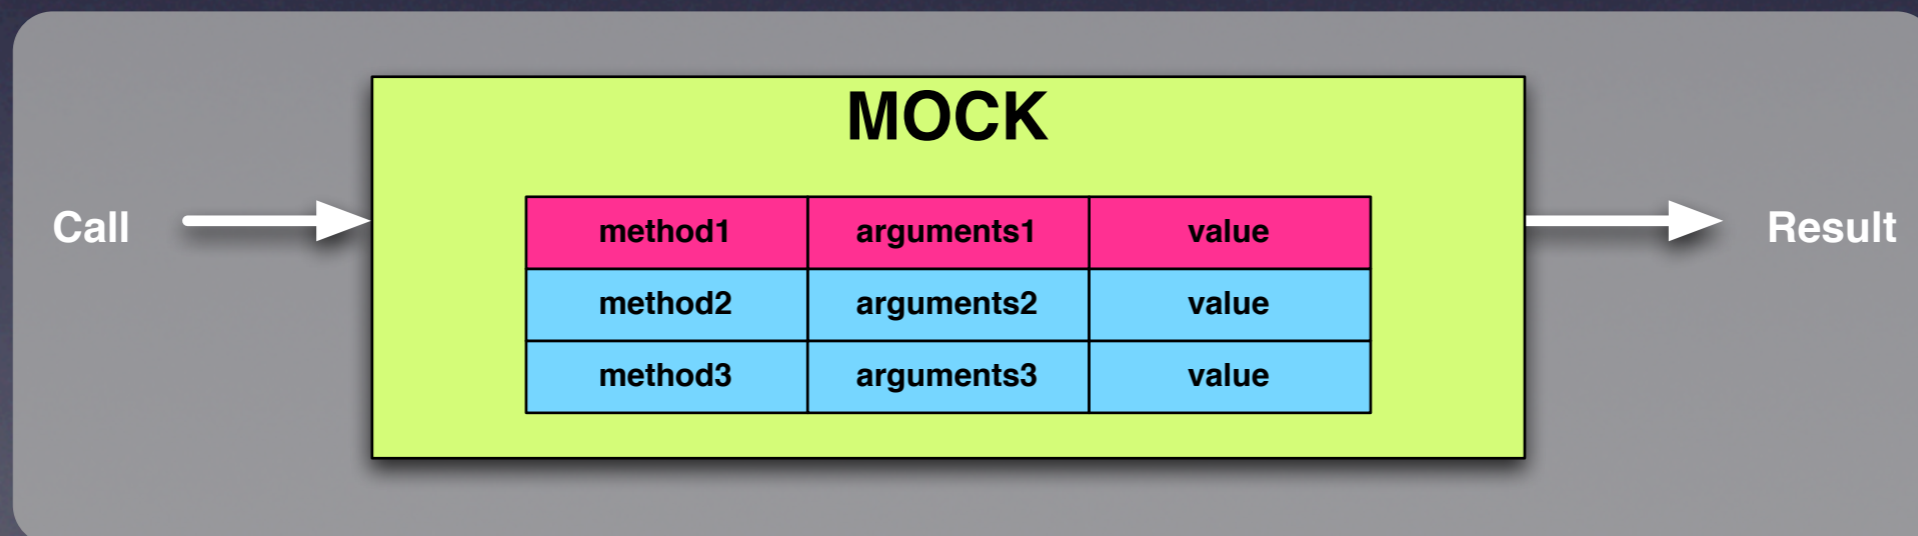 MOCK
Call
method1 arguments1 value
Result
method2 arguments2 value
method3 arguments3 value